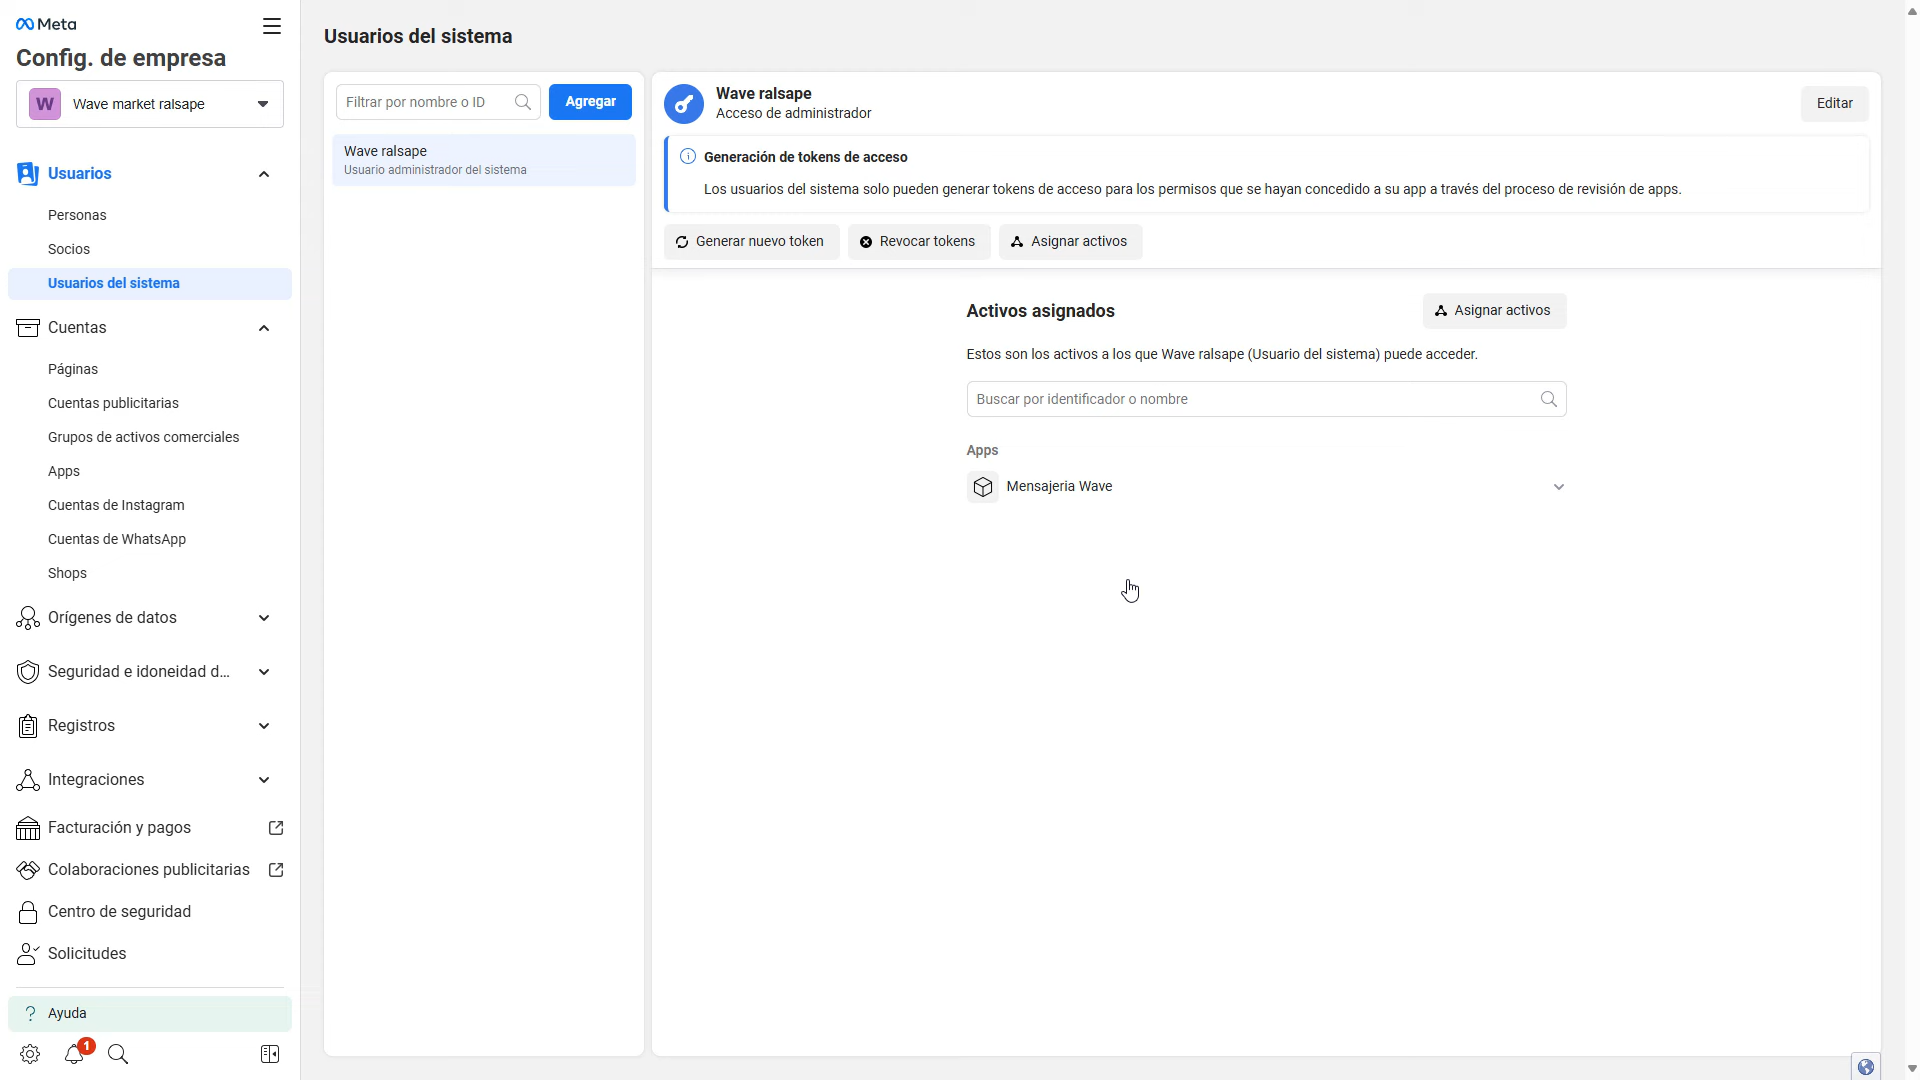 Meta
Config. de empresa
W Wave market ralsape
Usuarios
Personas
Socios
Usuarios del sistema
Cuentas
Páginas
Cuentas publicitarias
Grupos de activos comerciales
Apps
Cuentas de Instagram
Cuentas de WhatsApp
Shops
Orígenes de datos
Seguridad e idoneidad d...
Registros
Integraciones
Facturación y pagos
Colaboraciones publicitarias
Centro de seguridad
Solicitudes
? Ayuda
1
Usuarios del sistema
Filtrar por nombre o ID
Agregar
Wave ralsape
Usuario administrador del sistema
Wave ralsape
Acceso de administrador
Editar
Generación de tokens de acceso
Los usuarios del sistema solo pueden generar tokens de acceso para los permisos que se hayan concedido a su app a través del proceso de revisión de apps.
Generar nuevo token
Revocar tokens
Asignar activos
Activos asignados
Asignar activos
Estos son los activos a los que Wave ralsape (Usuario del sistema) puede acceder.
Buscar por identificador o nombre
Apps
Mensajeria Wave